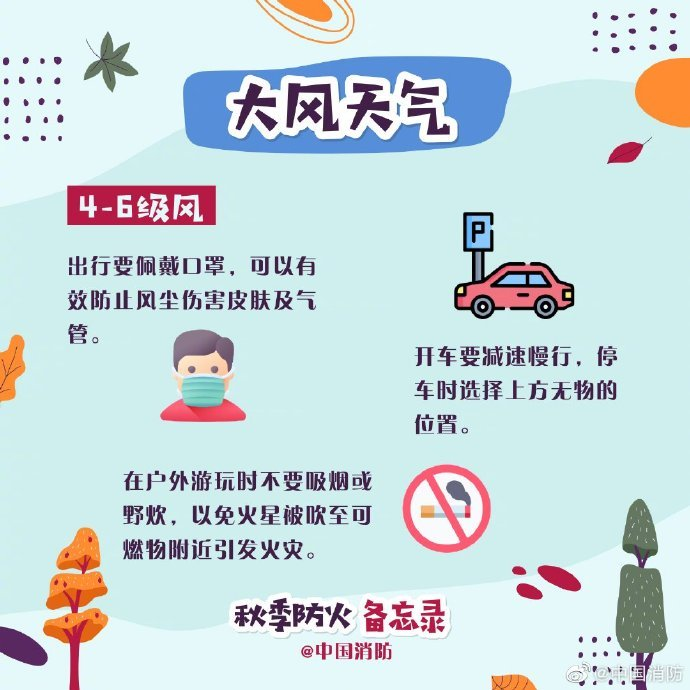 大风天气
4-6级风
出行要佩戴口罩，可以有
效防止风尘伤害皮肤及气
管。
P
开车要减速慢行，停
车时选择上方无物的
位置。
在户外游玩时不要吸烟或
野炊，以免火星被吹至可
燃物附近引发火灾。
秋季防火 备忘录
@中国消防
@中国消防